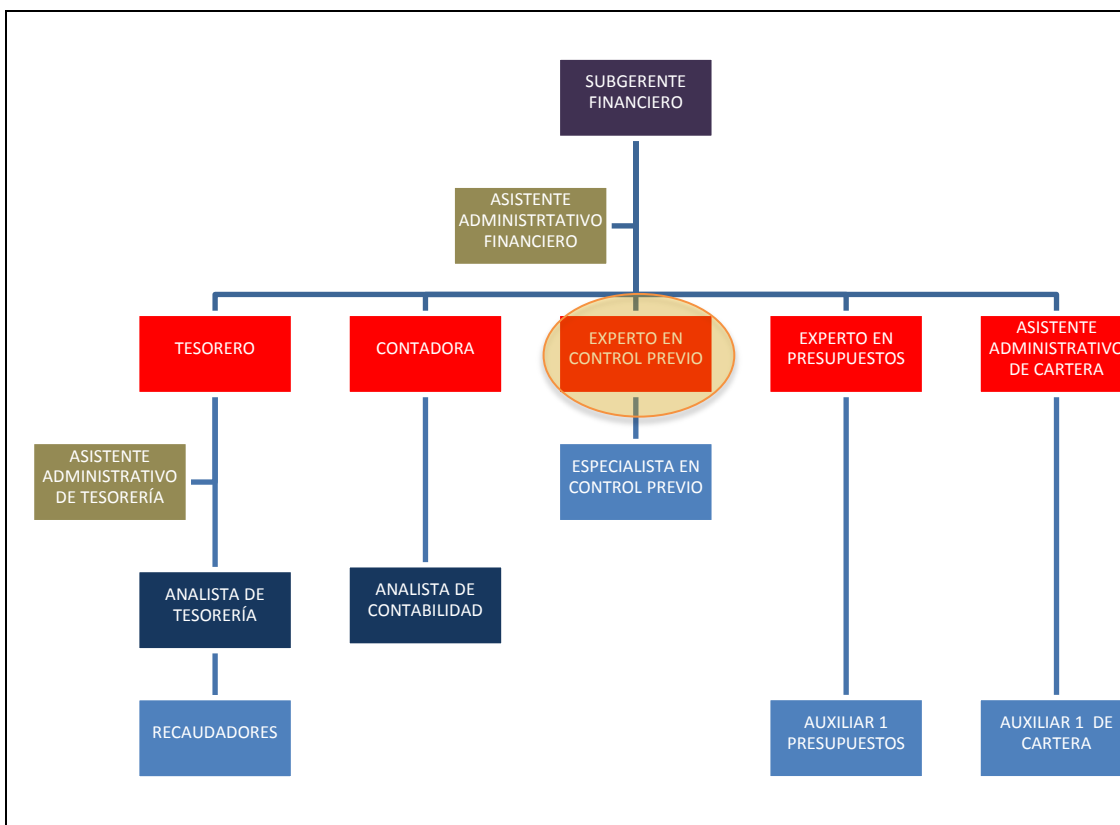 SUBGERENTE
FINANCIERO
ASISTENTE
ADMINISTRTATIVO
FINANCIERO
TESORERO
CONTADORA
EXPERTO EN
CONTROL PREVIO
EXPERTO EN
PRESUPUESTOS
ASISTENTE
ADMINISTRATIVO
DE CARTERA
ASISTENTE
ADMINISTRATIVO
DE TESORERÍA
ESPECIALISTA EN
CONTROL PREVIO
ANALISTA DE
TESORERÍA
ANALISTA DE
CONTABILIDAD
RECAUDADORES
AUXILIAR 1
PRESUPUESTOS
AUXILIAR 1 DE
CARTERA